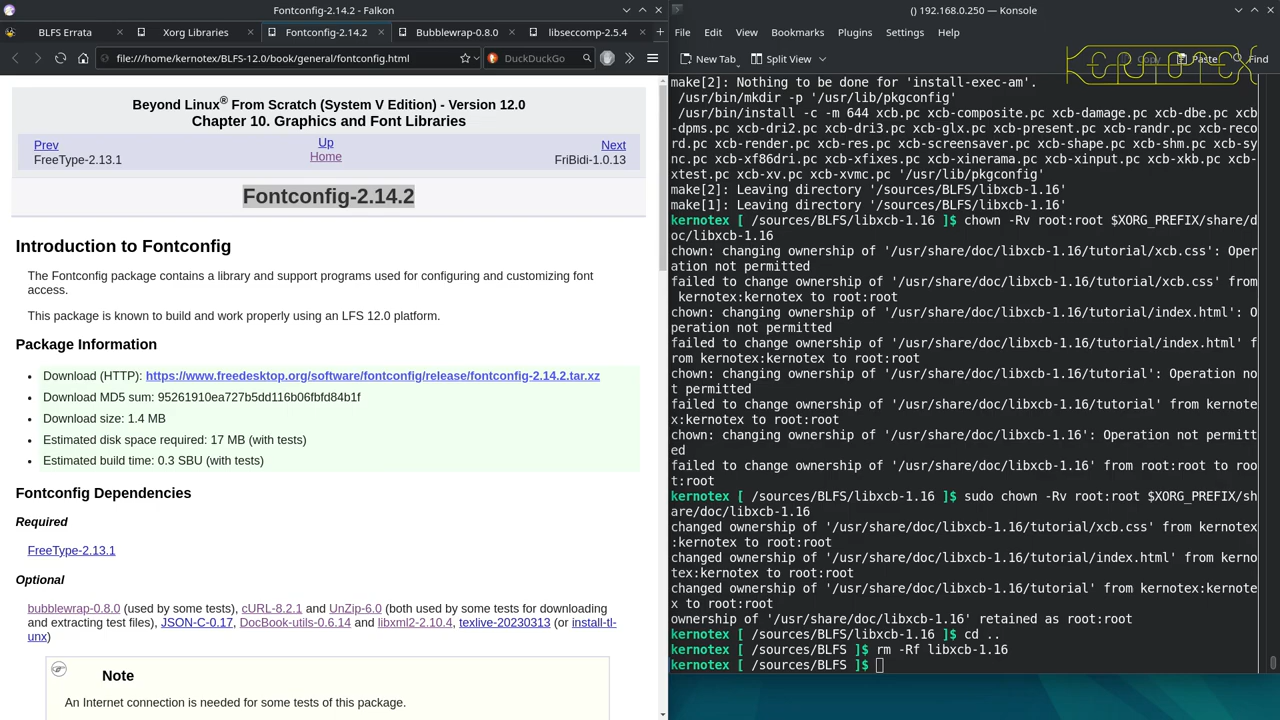 Fontconfig-2.14.2 - Falkon
() 192.168.0.250 — Konsole
BLFS Errata
Xorg Libraries
Fontconfig-2.14.2
Bubblewrap-0.8.0
libseccomp-2.5.4
File Edit View Bookmarks Plugins Settings Help
file:///home/kernotex/BLFS-12.0/book/general/fontconfig.html
DuckDuckGo
New Tab Split View Copy Paste Find
KERNOTEX
Beyond Linux® From Scratch (System V Edition) - Version 12.0
Chapter 10. Graphics and Font Libraries
Prev Up Next
FreeType-2.13.1 Home FriBidi-1.0.13
Fontconfig-2.14.2
Introduction to Fontconfig
The Fontconfig package contains a library and support programs used for configuring and customizing font
access.
This package is known to build and work properly using an LFS 12.0 platform.
Package Information
• Download (HTTP): https://www.freedesktop.org/software/fontconfig/release/fontconfig-2.14.2.tar.xz
• Download MD5 sum: 95261910ea727b5dd116b06fbfd84b1f
• Download size: 1.4 MB
• Estimated disk space required: 17 MB (with tests)
• Estimated build time: 0.3 SBU (with tests)
Fontconfig Dependencies
Required
FreeType-2.13.1
Optional
bubblewrap-0.8.0 (used by some tests), cURL-8.2.1 and UnZip-6.0 (both used by some tests for downloading
and extracting test files), JSON-C-0.17, DocBook-utils-0.6.14 and libxml2-2.10.4, texlive-20230313 (or install-tl-
unx)
Note
An Internet connection is needed for some tests of this package.
make[2]: Nothing to be done for 'install-exec-am'.
/usr/bin/mkdir -p '/usr/lib/pkgconfig'
/usr/bin/install -c -m 644 xcb.pc xcb-composite.pc xcb-damage.pc xcb-dbe.pc xcb
-dpms.pc xcb-dri2.pc xcb-dri3.pc xcb-glx.pc xcb-present.pc xcb-randr.pc xcb-reco
rd.pc xcb-render.pc xcb-res.pc xcb-screensaver.pc xcb-shape.pc xcb-shm.pc xcb-sy
nc.pc xcb-xf86dri.pc xcb-xfixes.pc xcb-xinerama.pc xcb-xinput.pc xcb-xkb.pc xcb-
xtest.pc xcb-xv.pc xcb-xvmc.pc '/usr/lib/pkgconfig'
make[2]: Leaving directory '/sources/BLFS/libxcb-1.16'
make[1]: Leaving directory '/sources/BLFS/libxcb-1.16'
kernotex [ /sources/BLFS/libxcb-1.16 ]$ chown -Rv root:root $XORG_PREFIX/share/d
oc/libxcb-1.16
chown: changing ownership of '/usr/share/doc/libxcb-1.16/tutorial/xcb.css': Oper
ation not permitted
failed to change ownership of '/usr/share/doc/libxcb-1.16/tutorial/xcb.css' from
kernotex:kernotex to root:root
chown: changing ownership of '/usr/share/doc/libxcb-1.16/tutorial/index.html': O
peration not permitted
failed to change ownership of '/usr/share/doc/libxcb-1.16/tutorial/index.html' f
rom kernotex:kernotex to root:root
chown: changing ownership of '/usr/share/doc/libxcb-1.16/tutorial': Operation no
t permitted
failed to change ownership of '/usr/share/doc/libxcb-1.16/tutorial' from kernote
x:kernotex to root:root
chown: changing ownership of '/usr/share/doc/libxcb-1.16': Operation not permitt
ed
failed to change ownership of '/usr/share/doc/libxcb-1.16' from root:root to roo
t:root
kernotex [ /sources/BLFS/libxcb-1.16 ]$ sudo chown -Rv root:root $XORG_PREFIX/sh
are/doc/libxcb-1.16
changed ownership of '/usr/share/doc/libxcb-1.16/tutorial/xcb.css' from kernotex
:kernotex to root:root
changed ownership of '/usr/share/doc/libxcb-1.16/tutorial/index.html' from kerno
tex:kernotex to root:root
changed ownership of '/usr/share/doc/libxcb-1.16/tutorial' from kernotex:kernote
x to root:root
ownership of '/usr/share/doc/libxcb-1.16' retained as root:root
kernotex [ /sources/BLFS/libxcb-1.16 ]$ cd ..
kernotex [ /sources/BLFS ]$ rm -Rf libxcb-1.16
kernotex [ /sources/BLFS ]$